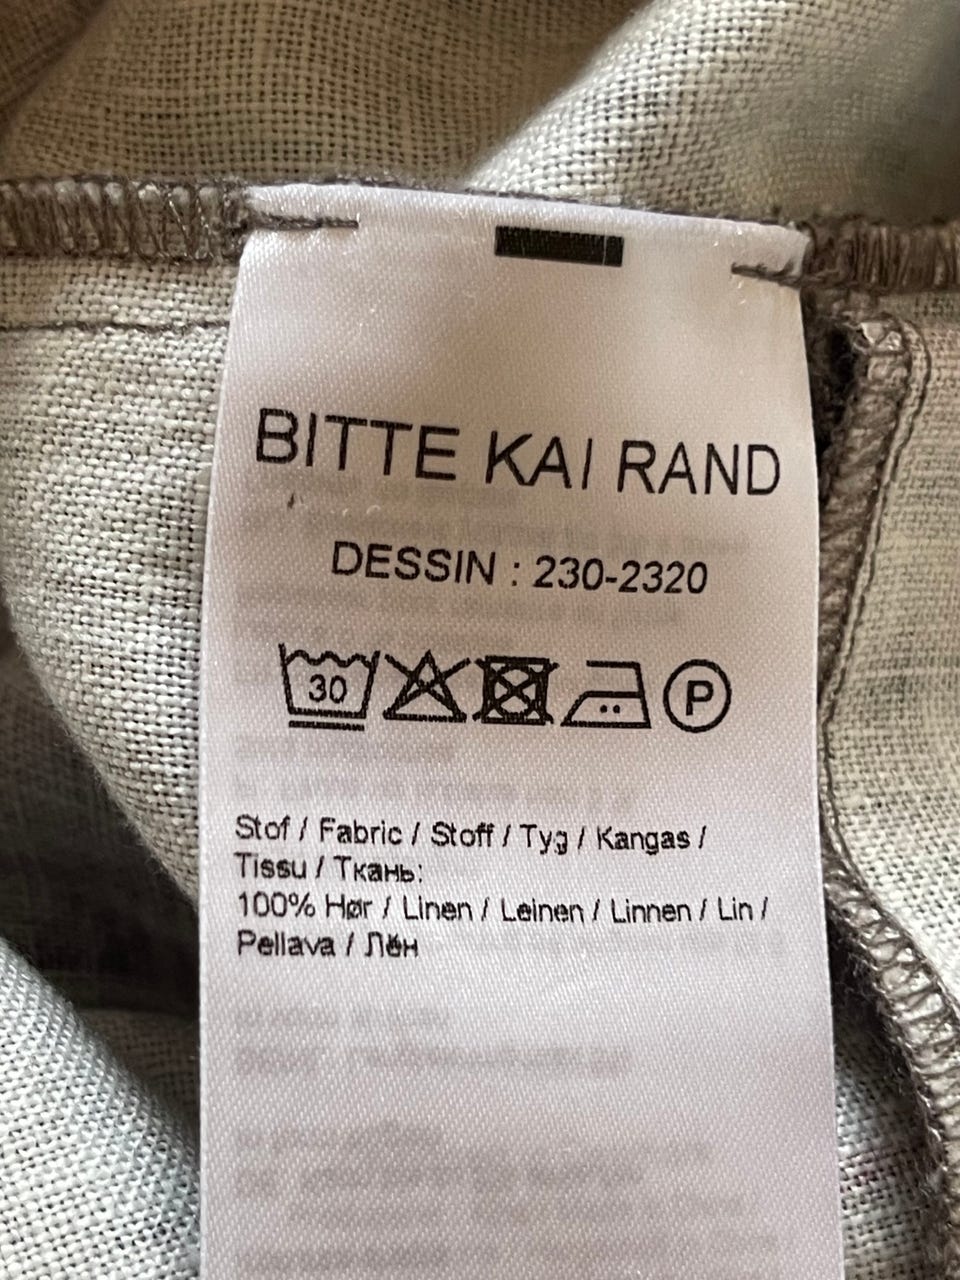 BITTE KAI RAND
DESSIN : 230-2320
30 P
Stof / Fabric / Stoff / Tyg / Kangas /
Tissu / Ткань:
100% Hør / Linen / Leinen / Linnen / Lin /
Pellava / Лён